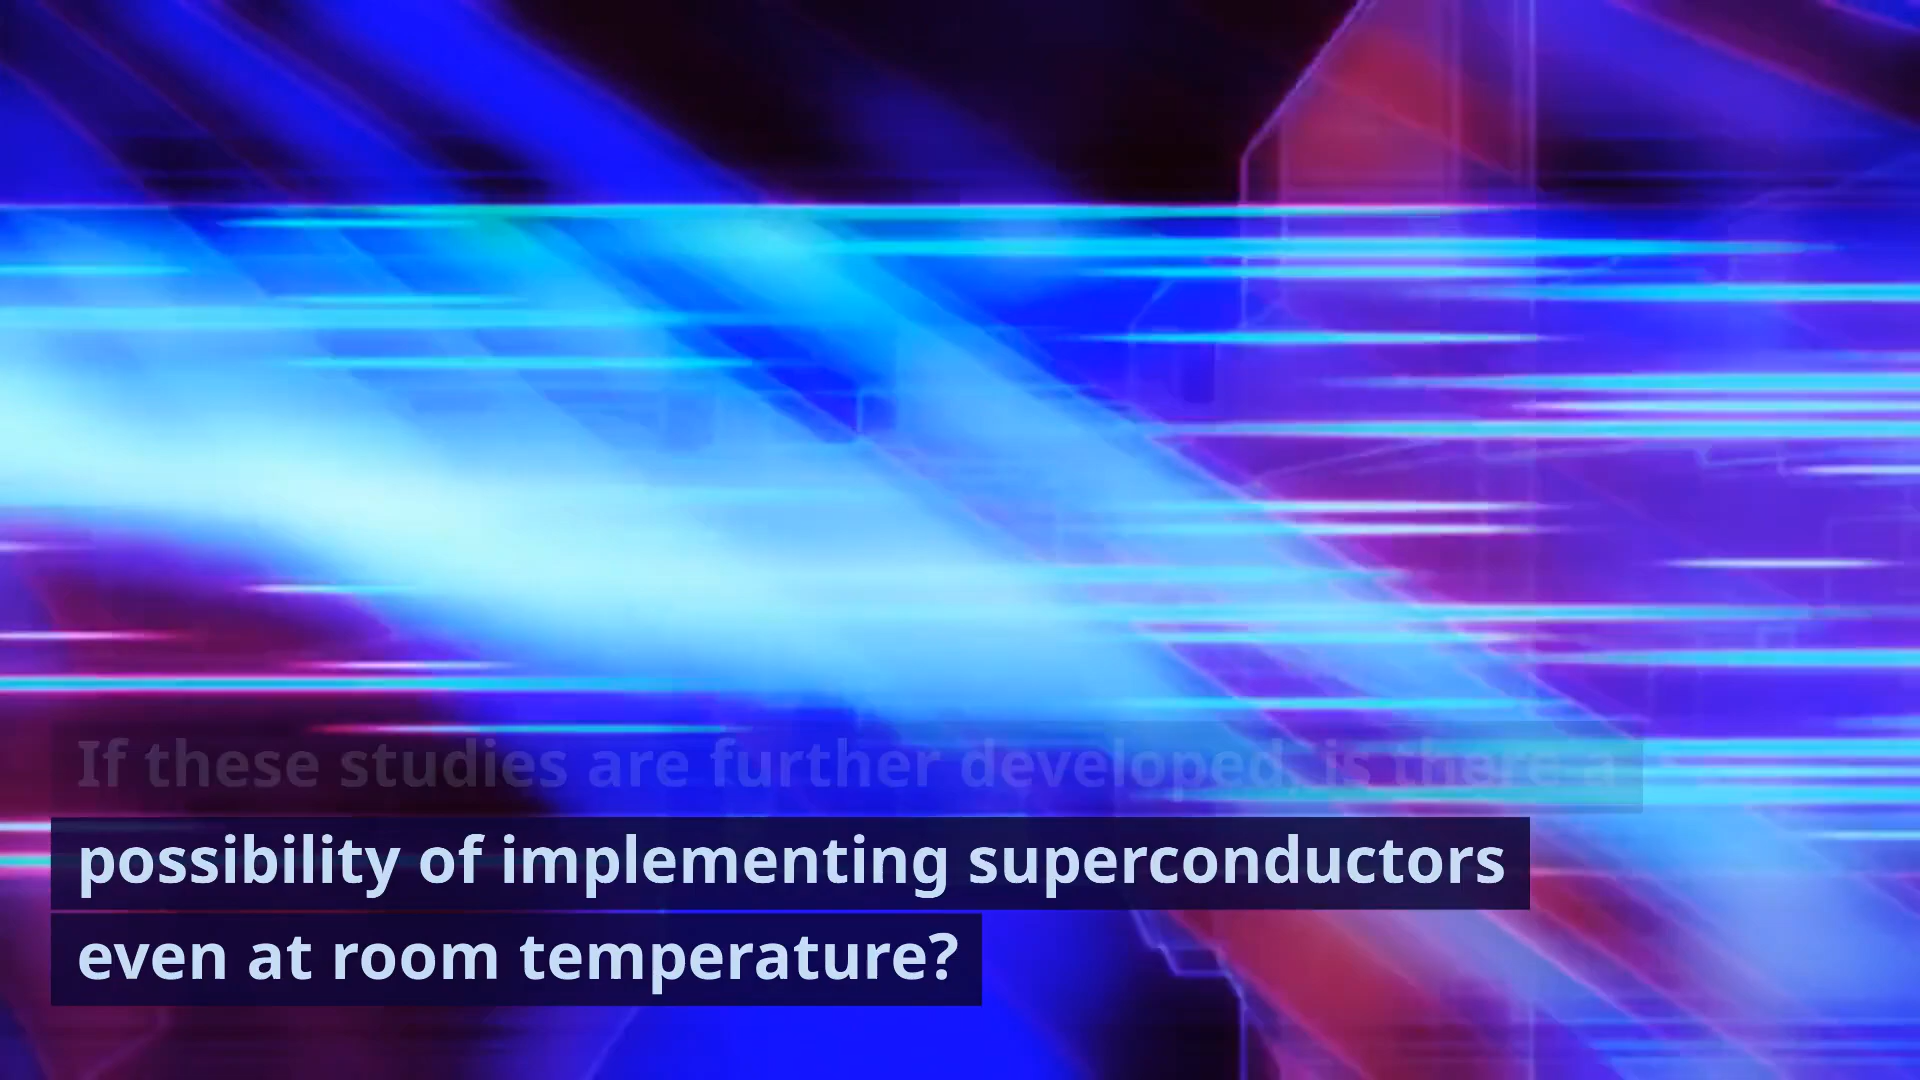 If these studies are further developed, is there a
possibility of implementing superconductors
even at room temperature?